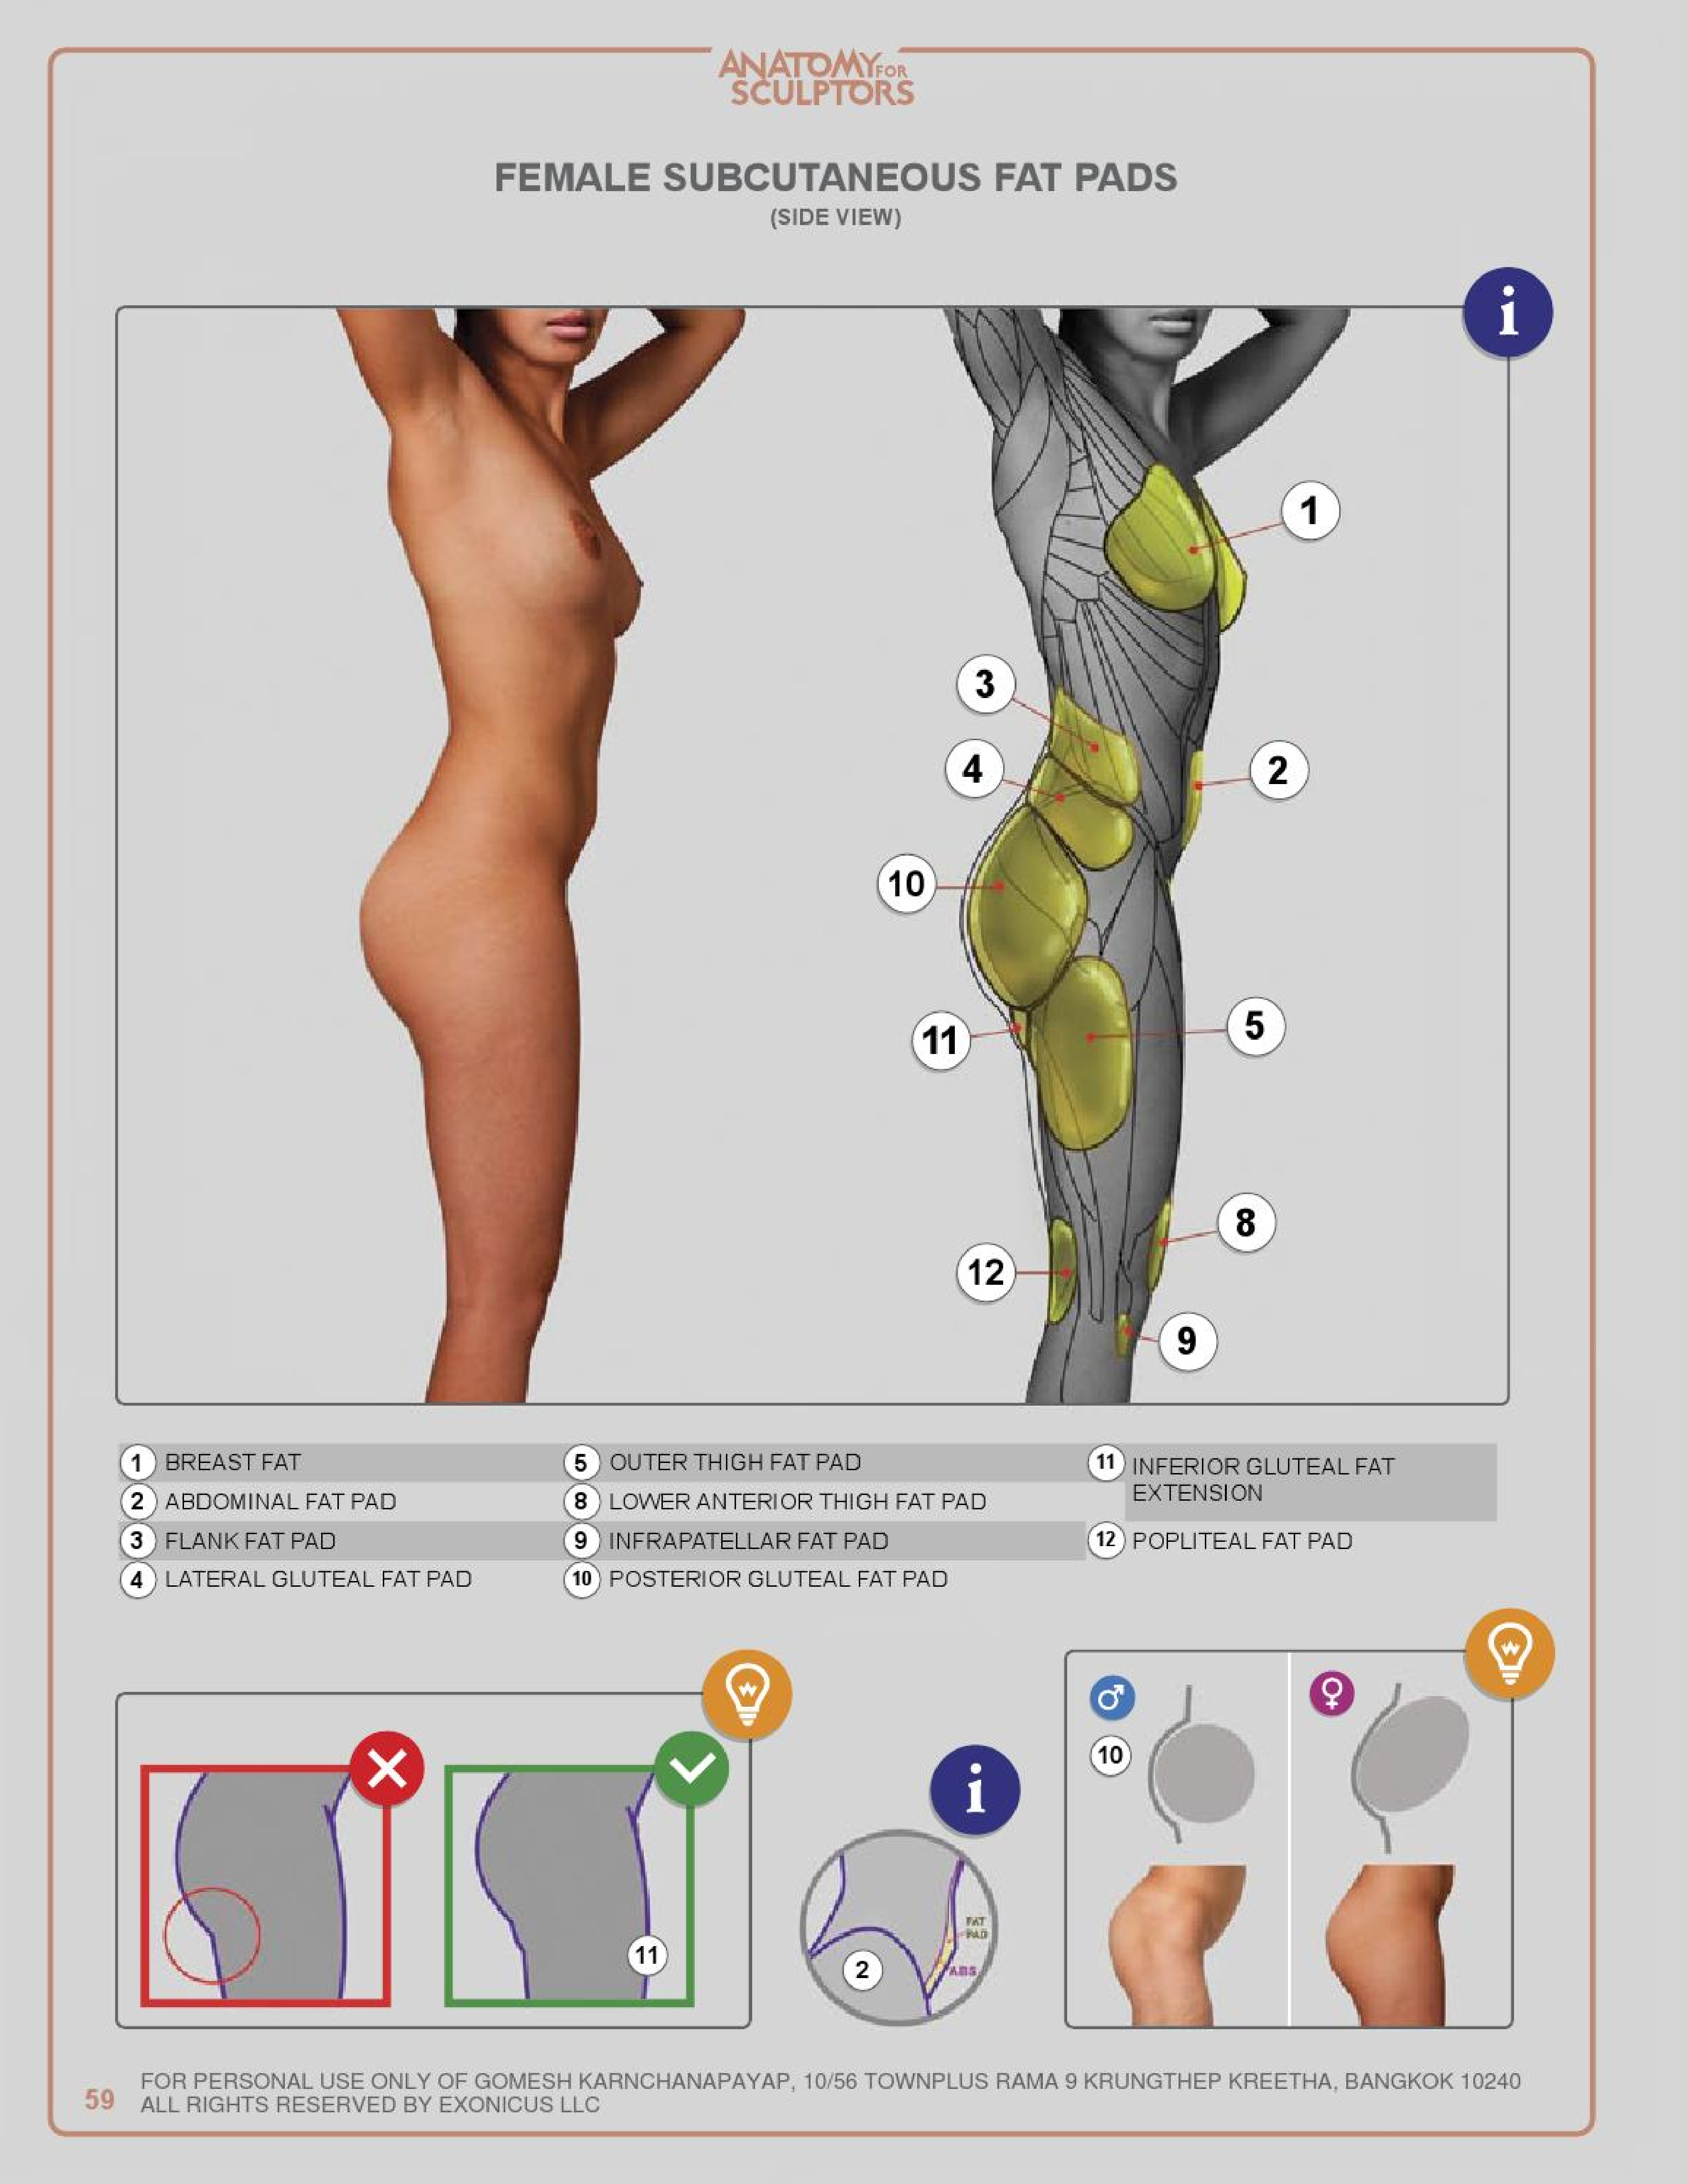 ANATOMY FOR
SCULPTORS
FEMALE SUBCUTANEOUS FAT PADS
(SIDE VIEW)
i
1
3
4
2
10
11
5
8
12
9
1 BREAST FAT
2 ABDOMINAL FAT PAD
3 FLANK FAT PAD
4 LATERAL GLUTEAL FAT PAD
5 OUTER THIGH FAT PAD
8 LOWER ANTERIOR THIGH FAT PAD
9 INFRAPATELLAR FAT PAD
10 POSTERIOR GLUTEAL FAT PAD
11 INFERIOR GLUTEAL FAT
EXTENSION
12 POPLITEAL FAT PAD
11
i
FAT
PAD
2
ABS
♂
♀
10
59
FOR PERSONAL USE ONLY OF GOMESH KARNCHANAPAYAP, 10/56 TOWNPLUS RAMA 9 KRUNGTHEP KREETHA, BANGKOK 10240
ALL RIGHTS RESERVED BY EXONICUS LLC